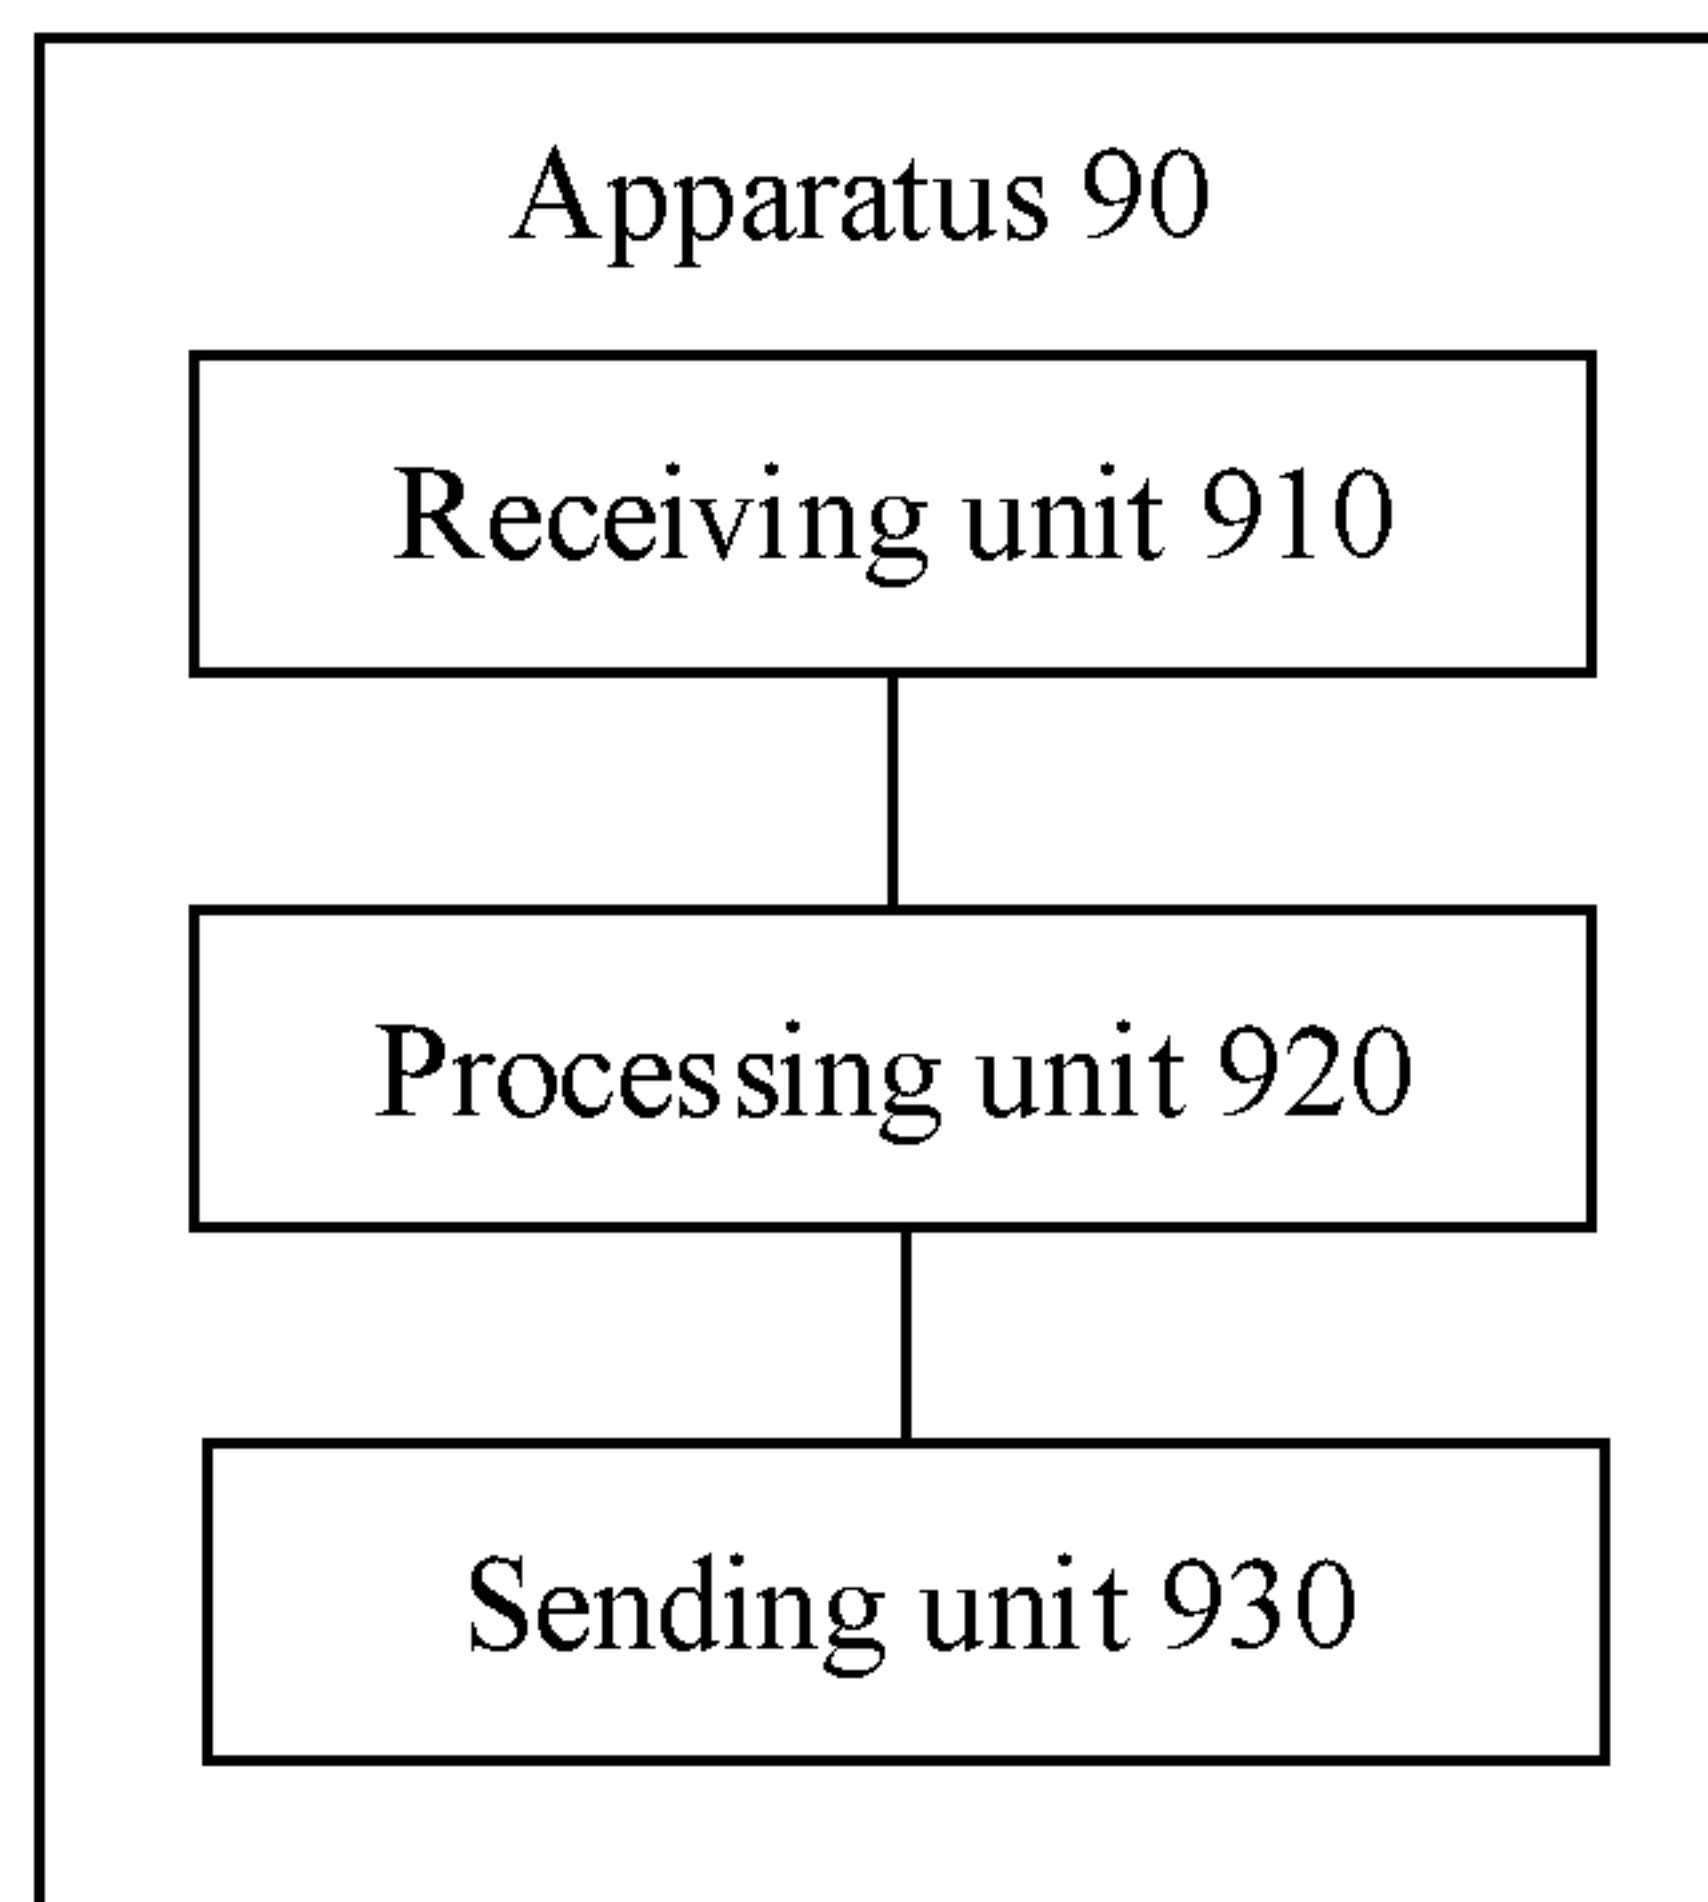 Apparatus 90
Receiving unit 910
Processing unit 920
Sending unit 930